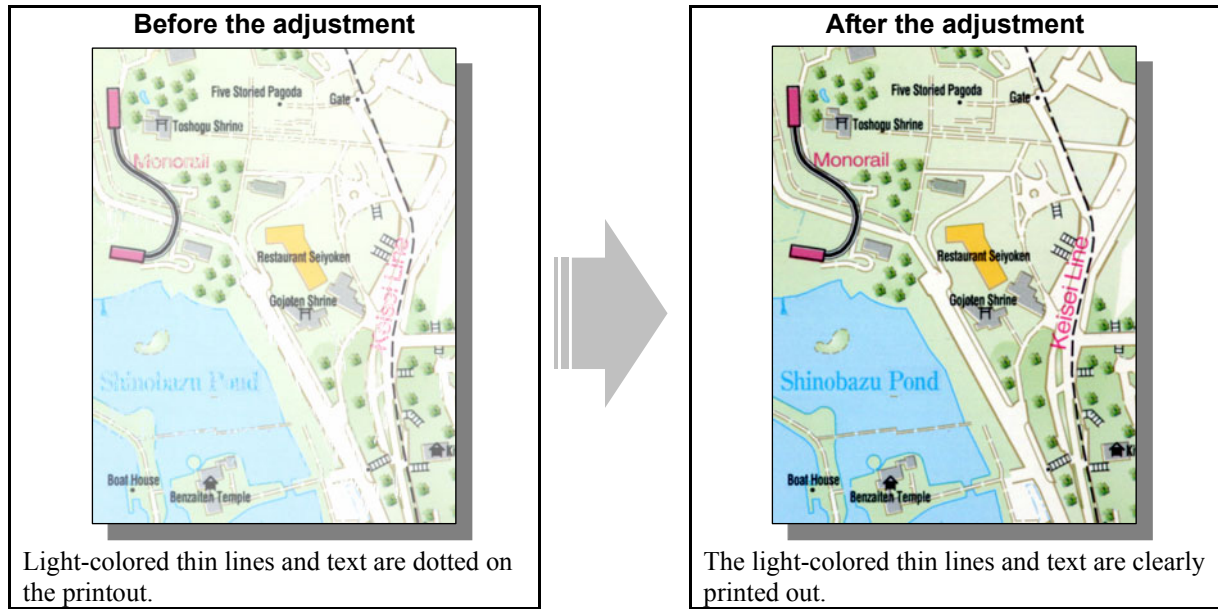 Before the adjustment
Five Storied Pagoda
Gate
Toshogu Shrine
Monorail
Restaurant Seiyoken
Keisei Line
Gojoten Shrine
Shinobazu Pond
Boat House
Benzaiten Temple
Light-colored thin lines and text are dotted on
the printout.
After the adjustment
Five Storied Pagoda
Gate
Toshogu Shrine
Monorail
Restaurant Seiyoken
Keisei Line
Gojoten Shrine
Shinobazu Pond
Boat House
Benzaiten Temple
The light-colored thin lines and text are clearly
printed out.